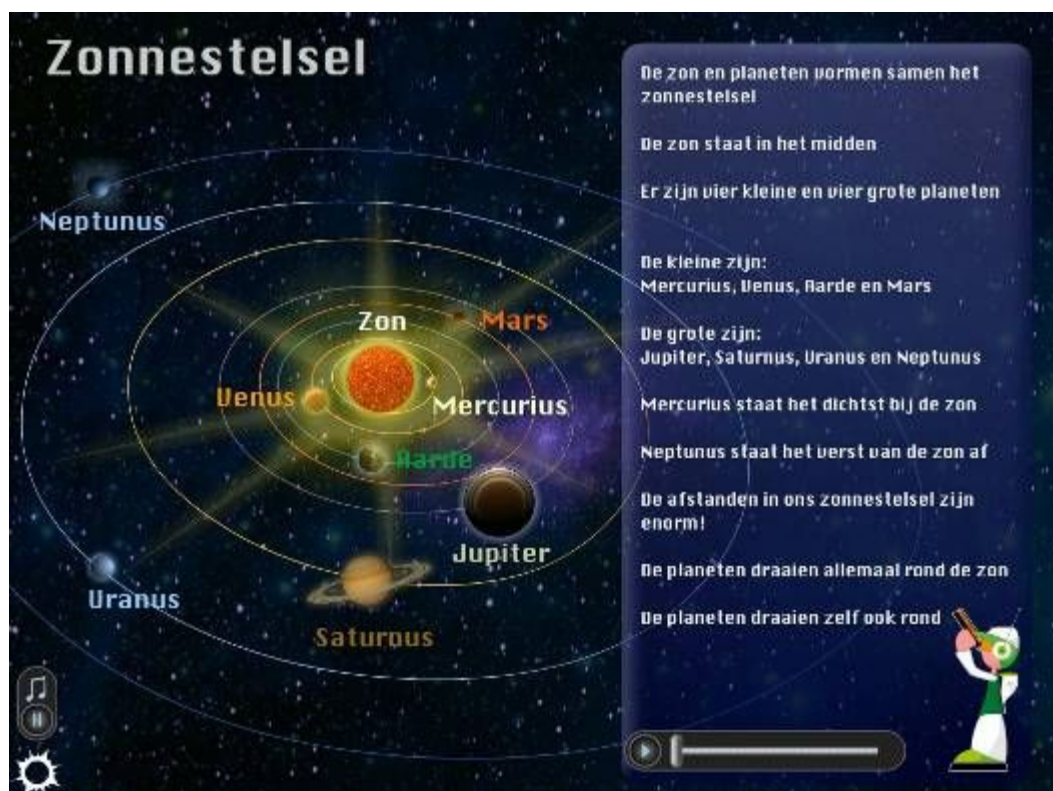 Zonnestelsel
De zon en planeten vormen samen het
zonnestelsel
De zon staat in het midden
Er zijn vier kleine en vier grote planeten
De kleine zijn:
Mercurius, Venus, Aarde en Mars
De grote zijn:
Jupiter, Saturnus, Uranus en Neptunus
Mercurius staat het dichtst bij de zon
Neptunus staat het verst van de zon af
De afstanden in ons zonnestelsel zijn
enorm!
De planeten draaien allemaal rond de zon
De planeten draaien zelf ook rond
Neptunus
Zon
Mars
Venus
Mercurius
Aarde
Jupiter
Uranus
Saturnus